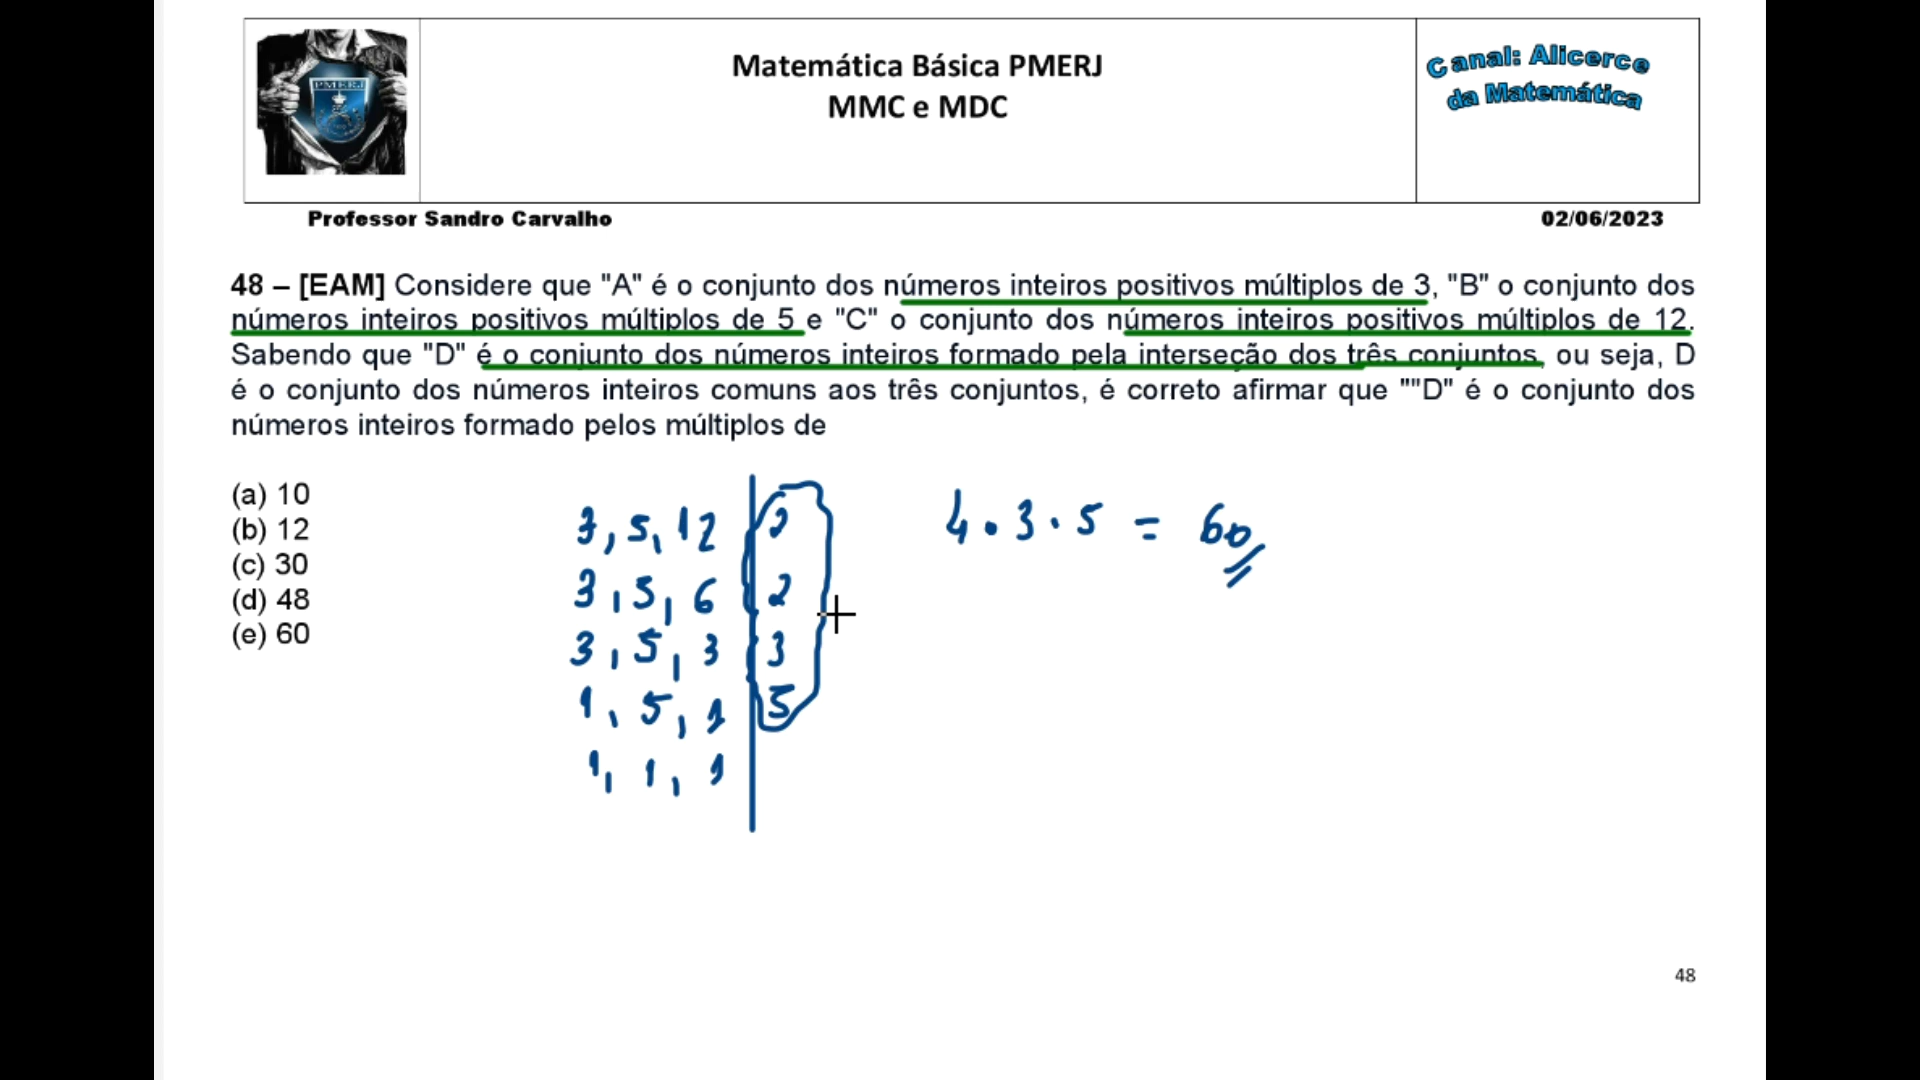 PMERJ
Matemática Básica PMERJ
MMC e MDC
Canal: Alicerce
da Matemática
Professor Sandro Carvalho
02/06/2023
48 – [EAM] Considere que "A" é o conjunto dos números inteiros positivos múltiplos de 3, "B" o conjunto dos
números inteiros positivos múltiplos de 5 e "C" o conjunto dos números inteiros positivos múltiplos de 12.
Sabendo que "D" é o conjunto dos números inteiros formado pela interseção dos três conjuntos, ou seja, D
é o conjunto dos números inteiros comuns aos três conjuntos, é correto afirmar que ""D" é o conjunto dos
números inteiros formado pelos múltiplos de
(a) 10
(b) 12
(c) 30
(d) 48
(e) 60
3, 5, 12 | 2
3, 5, 6 | 2
3, 5, 3 | 3
1, 5, 1 | 5
1, 1, 1
4 . 3 . 5 = 60
48